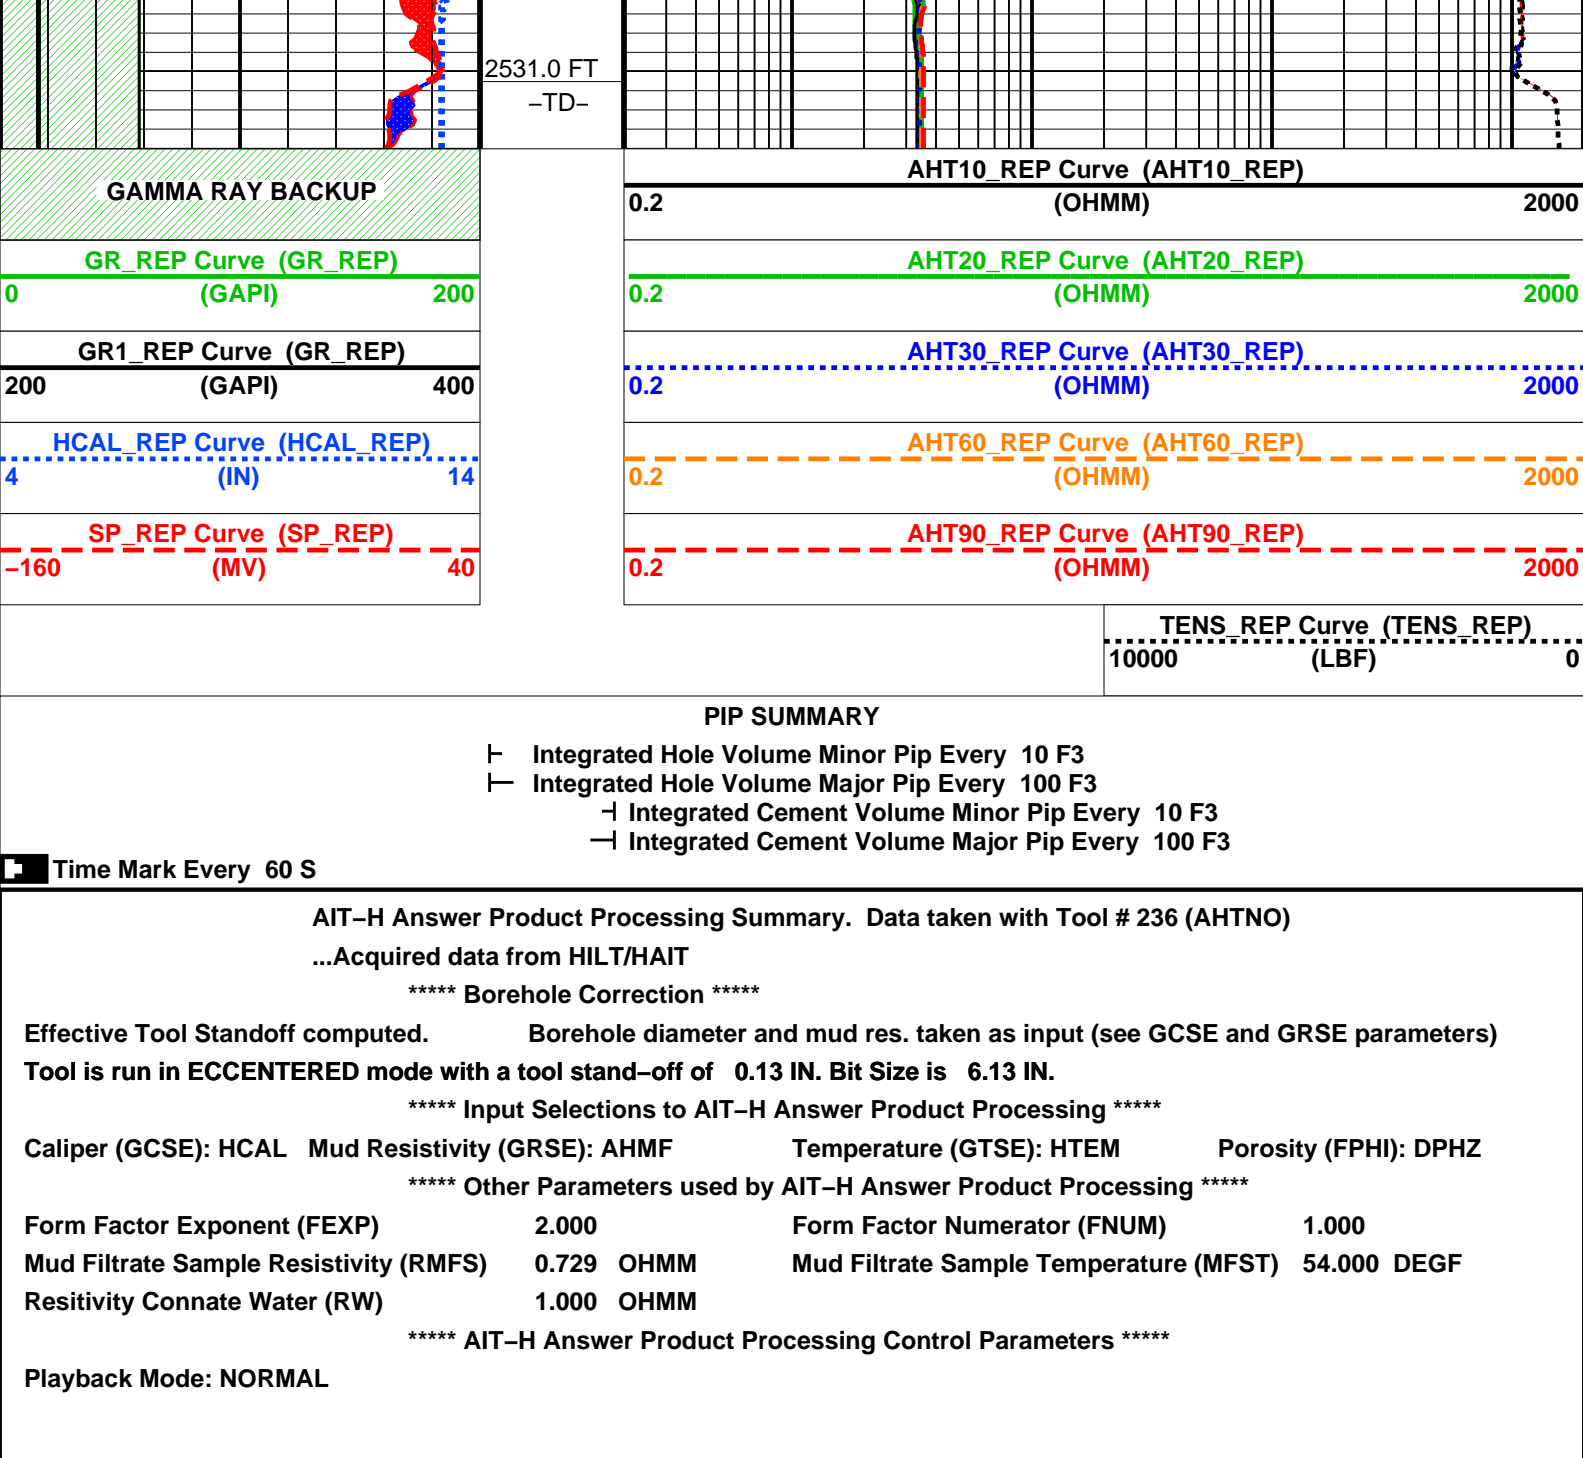 2531.0 FT
–TD–
GAMMA RAY BACKUP
GR_REP Curve (GR_REP)
0 (GAPI) 200
GR1_REP Curve (GR_REP)
200 (GAPI) 400
HCAL_REP Curve (HCAL_REP)
4 (IN) 14
SP_REP Curve (SP_REP)
–160 (MV) 40
AHT10_REP Curve (AHT10_REP)
0.2 (OHMM) 2000
AHT20_REP Curve (AHT20_REP)
0.2 (OHMM) 2000
AHT30_REP Curve (AHT30_REP)
0.2 (OHMM) 2000
AHT60_REP Curve (AHT60_REP)
0.2 (OHMM) 2000
AHT90_REP Curve (AHT90_REP)
0.2 (OHMM) 2000
TENS_REP Curve (TENS_REP)
10000 (LBF) 0
PIP SUMMARY
Integrated Hole Volume Minor Pip Every 10 F3
Integrated Hole Volume Major Pip Every 100 F3
Integrated Cement Volume Minor Pip Every 10 F3
Integrated Cement Volume Major Pip Every 100 F3
Time Mark Every 60 S
AIT–H Answer Product Processing Summary. Data taken with Tool # 236 (AHTNO)
...Acquired data from HILT/HAIT
***** Borehole Correction *****
Effective Tool Standoff computed. Borehole diameter and mud res. taken as input (see GCSE and GRSE parameters)
Tool is run in ECCENTERED mode with a tool stand–off of 0.13 IN. Bit Size is 6.13 IN.
***** Input Selections to AIT–H Answer Product Processing *****
Caliper (GCSE): HCAL Mud Resistivity (GRSE): AHMF Temperature (GTSE): HTEM Porosity (FPHI): DPHZ
***** Other Parameters used by AIT–H Answer Product Processing *****
Form Factor Exponent (FEXP) 2.000 Form Factor Numerator (FNUM) 1.000
Mud Filtrate Sample Resistivity (RMFS) 0.729 OHMM Mud Filtrate Sample Temperature (MFST) 54.000 DEGF
Resitivity Connate Water (RW) 1.000 OHMM
***** AIT–H Answer Product Processing Control Parameters *****
Playback Mode: NORMAL